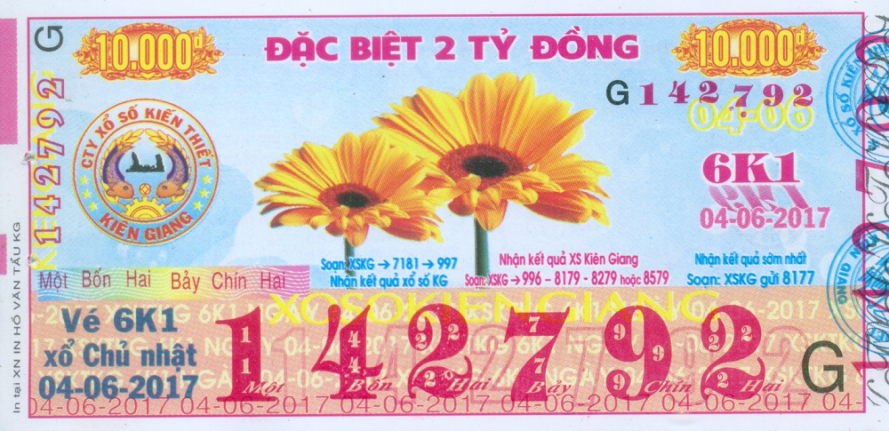 G
10.000đ
ĐẶC BIỆT 2 TỶ ĐỒNG
10.000đ
G 142792
04-06
142792
CTY XỔ SỐ KIẾN THIẾT
KIÊN GIANG
6K1
04-06-2017
XỔ SỐ KIẾN
Soạn: XSKG → 7181 → 997
Nhận kết quả xổ số KG
Nhận kết quả XS Kiên Giang
Soạn: XSKG → 996 - 8179 - 8279 hoặc 8579
Nhận kết quả sớm nhất
Soạn: XSKG gửi 8177
Một Bốn Hai Bảy Chín Hai
XOSOKIENGIANG
Vé 6K1
xổ Chủ nhật
04-06-2017
142792
Một Bốn Hai Bảy Chín Hai
G
04-06-2017 04-06-2017 04-06-2017 04-06-2017 04-06-2017
In tại XN IN HỒ VĂN TẨU KG